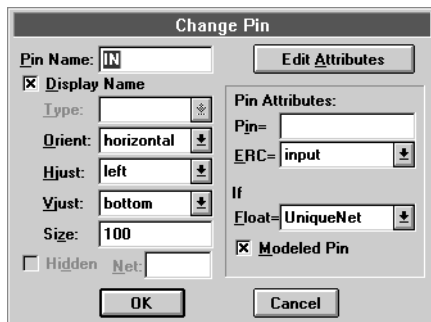 Change Pin
Pin Name: IN
Edit Attributes
Display Name
Type:
Orient: horizontal
Hjust: left
Vjust: bottom
Size: 100
Hidden Net:
Pin Attributes:
Pin=
ERC= input
If
Float= UniqueNet
Modeled Pin
OK
Cancel